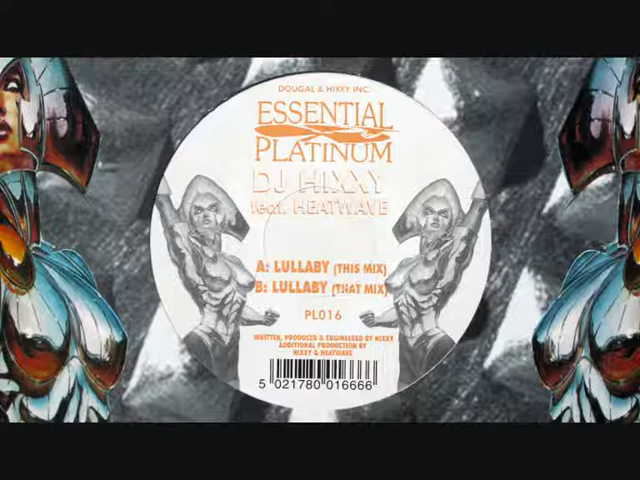 DOUGAL & HIXXY INC.
ESSENTIAL
PLATINUM
DJ HIXXY
feat. HEATWAVE
A: LULLABY (THIS MIX)
B: LULLABY (THAT MIX)
PL016
WRITTEN, PRODUCED & ENGINEERED BY HIXXY
ADDITIONAL PRODUCTION BY
HIXXY & HEATWAVE
5 021780 016666